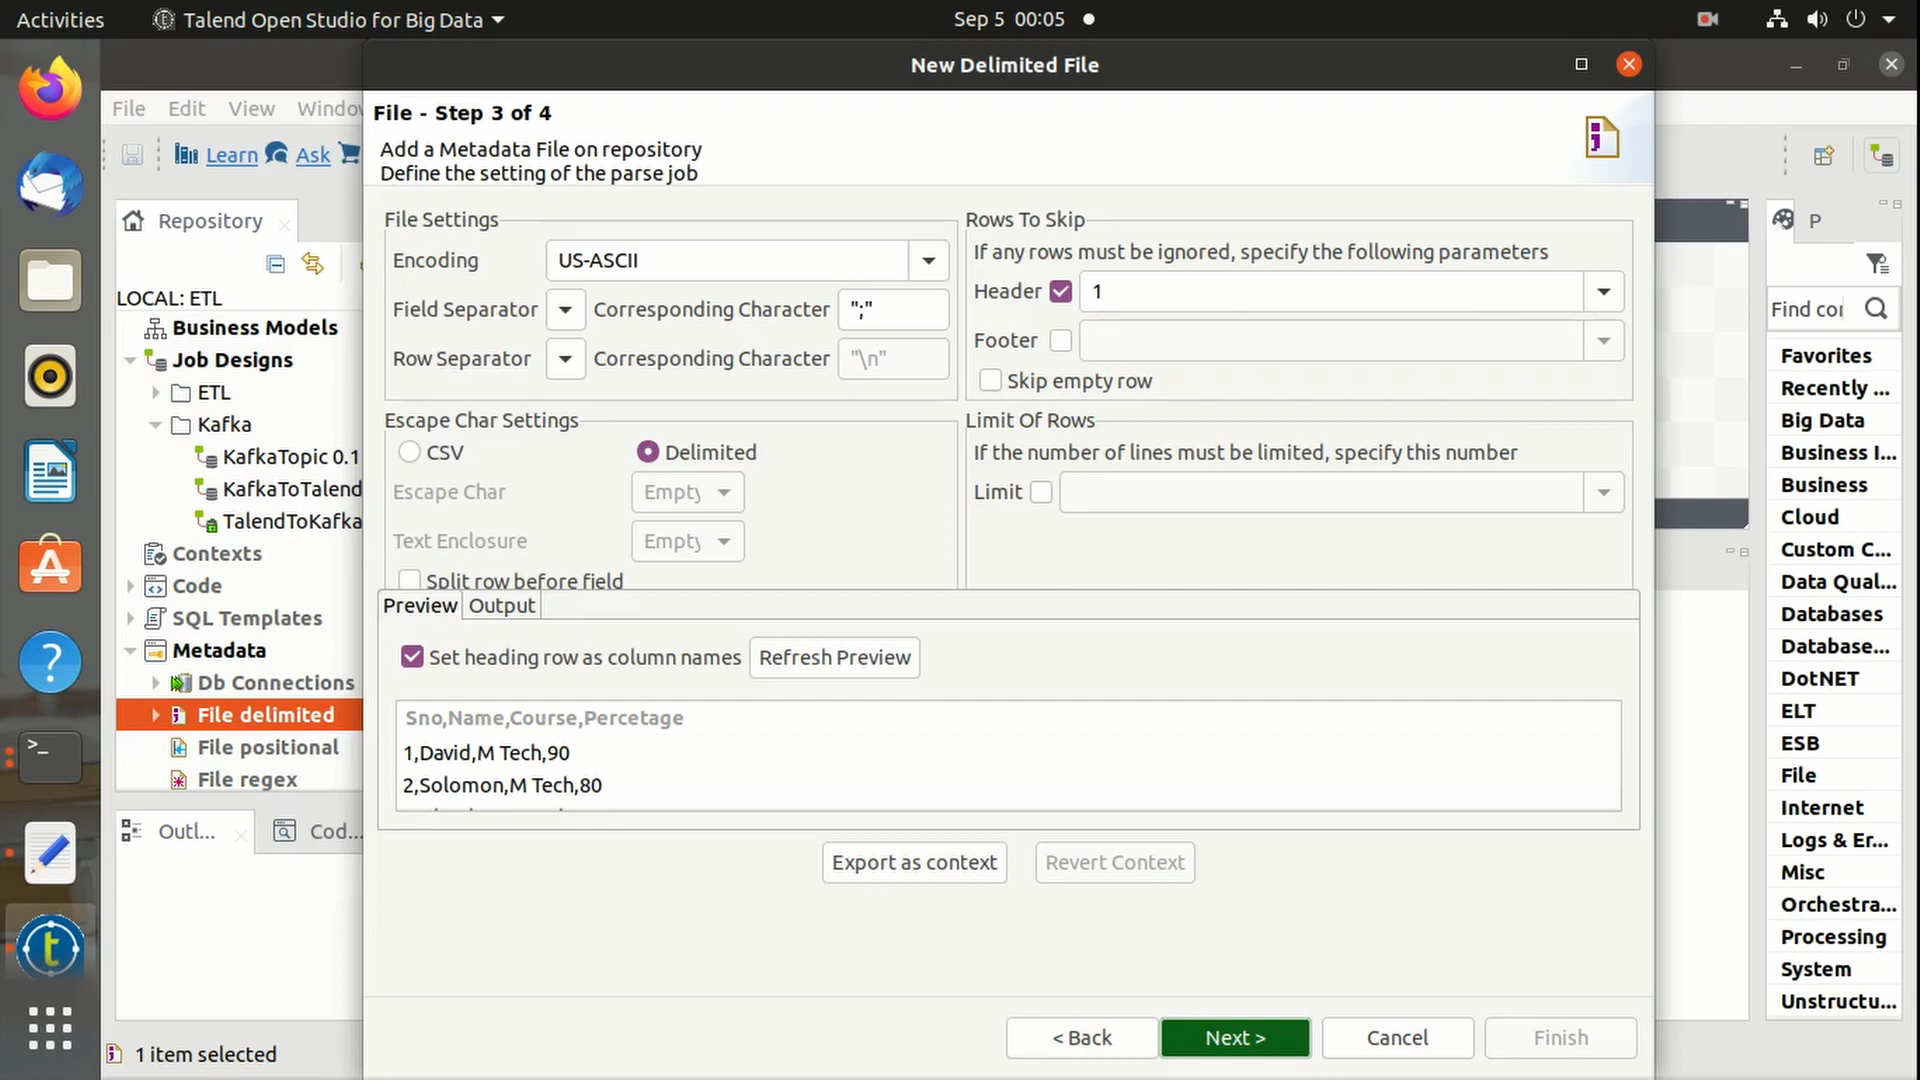 Activities
Talend Open Studio for Big Data
Sep 5 00:05
New Delimited File
File Edit View Windo
File - Step 3 of 4
Add a Metadata File on repository
Define the setting of the parse job
Learn Ask
Repository
LOCAL: ETL
Business Models
Job Designs
ETL
Kafka
KafkaTopic 0.1
KafkaToTalend
TalendToKafka
Contexts
Code
SQL Templates
Metadata
Db Connections
File delimited
File positional
File regex
Outl...
Cod...
1 item selected
File Settings
Encoding US-ASCII
Field Separator Corresponding Character ";"
Row Separator Corresponding Character "\n"
Rows To Skip
If any rows must be ignored, specify the following parameters
Header 1
Footer
Skip empty row
Escape Char Settings
CSV Delimited
Escape Char Empty
Text Enclosure Empty
Split row before field
Limit Of Rows
If the number of lines must be limited, specify this number
Limit
Preview Output
Set heading row as column names Refresh Preview
Sno,Name,Course,Percetage
1,David,M Tech,90
2,Solomon,M Tech,80
Export as context Revert Context
< Back Next > Cancel Finish
P
Find cor
Favorites
Recently ...
Big Data
Business I...
Business
Cloud
Custom C...
Data Qual...
Databases
Database...
DotNET
ELT
ESB
File
Internet
Logs & Er...
Misc
Orchestra...
Processing
System
Unstructu...